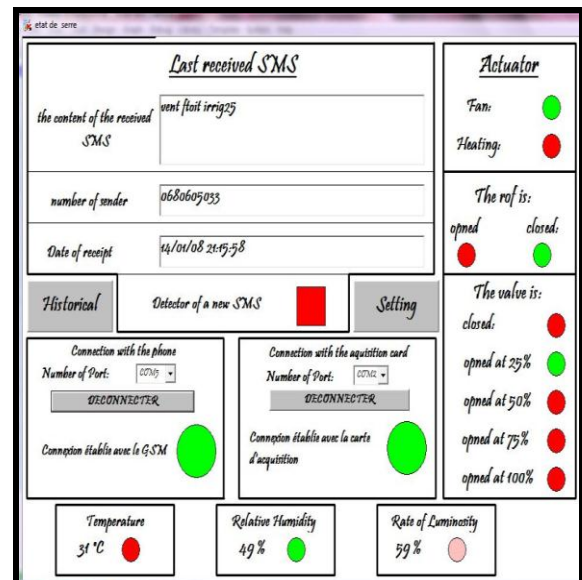 etat de serre
Last received SMS
the content of the received
SMS
vent ftoit irrig25
number of sender
0680605033
Date of receipt
14/01/08 21:15:58
Historical
Detector of a new SMS
Setting
Connection with the phone
Number of Port:
DECONNECTER
Connexion établie avec le GSM
Connection with the aquisition card
Number of Port:
COM2
DECONNECTER
Connexion établie avec la carte
d'acquisition
Actuator
Fan:
Heating:
The rof is:
opned closed:
The valve is:
closed:
opned at 25%
opned at 50%
opned at 75%
opned at 100%
Temperature
31 °C
Relative Humidity
49 %
Rate of Luminosity
59 %